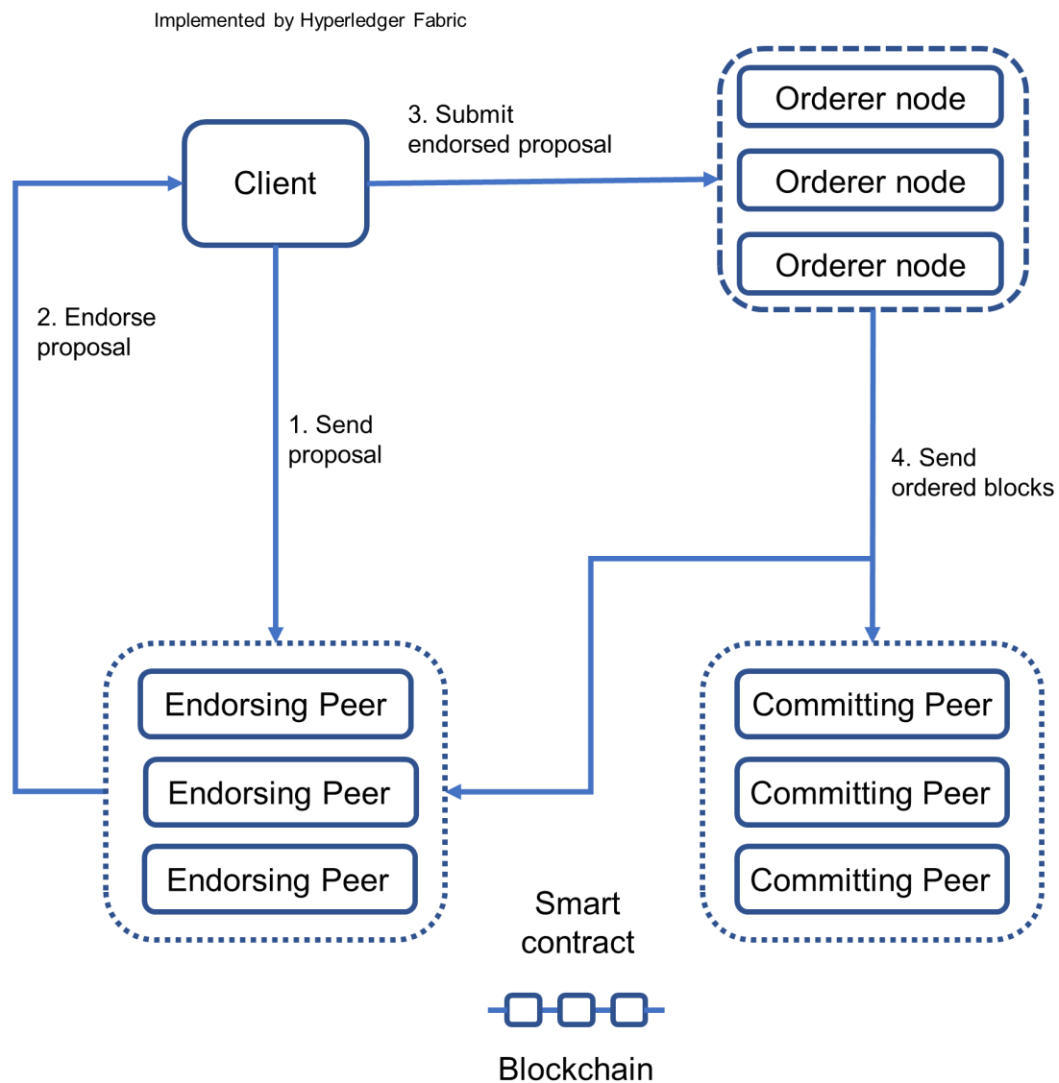 Implemented by Hyperledger Fabric
Orderer node
Orderer node
Orderer node
3. Submit
endorsed proposal
Client
2. Endorse
proposal
1. Send
proposal
4. Send
ordered blocks
Endorsing Peer
Endorsing Peer
Endorsing Peer
Committing Peer
Committing Peer
Committing Peer
Smart
contract
Blockchain